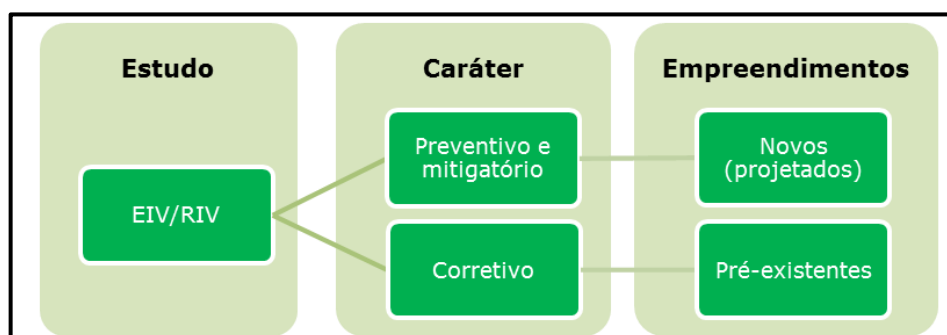 Estudo
Caráter
Empreendimentos
EIV/RIV
Preventivo e
mitigatório
Novos
(projetados)
Corretivo
Pré-existentes